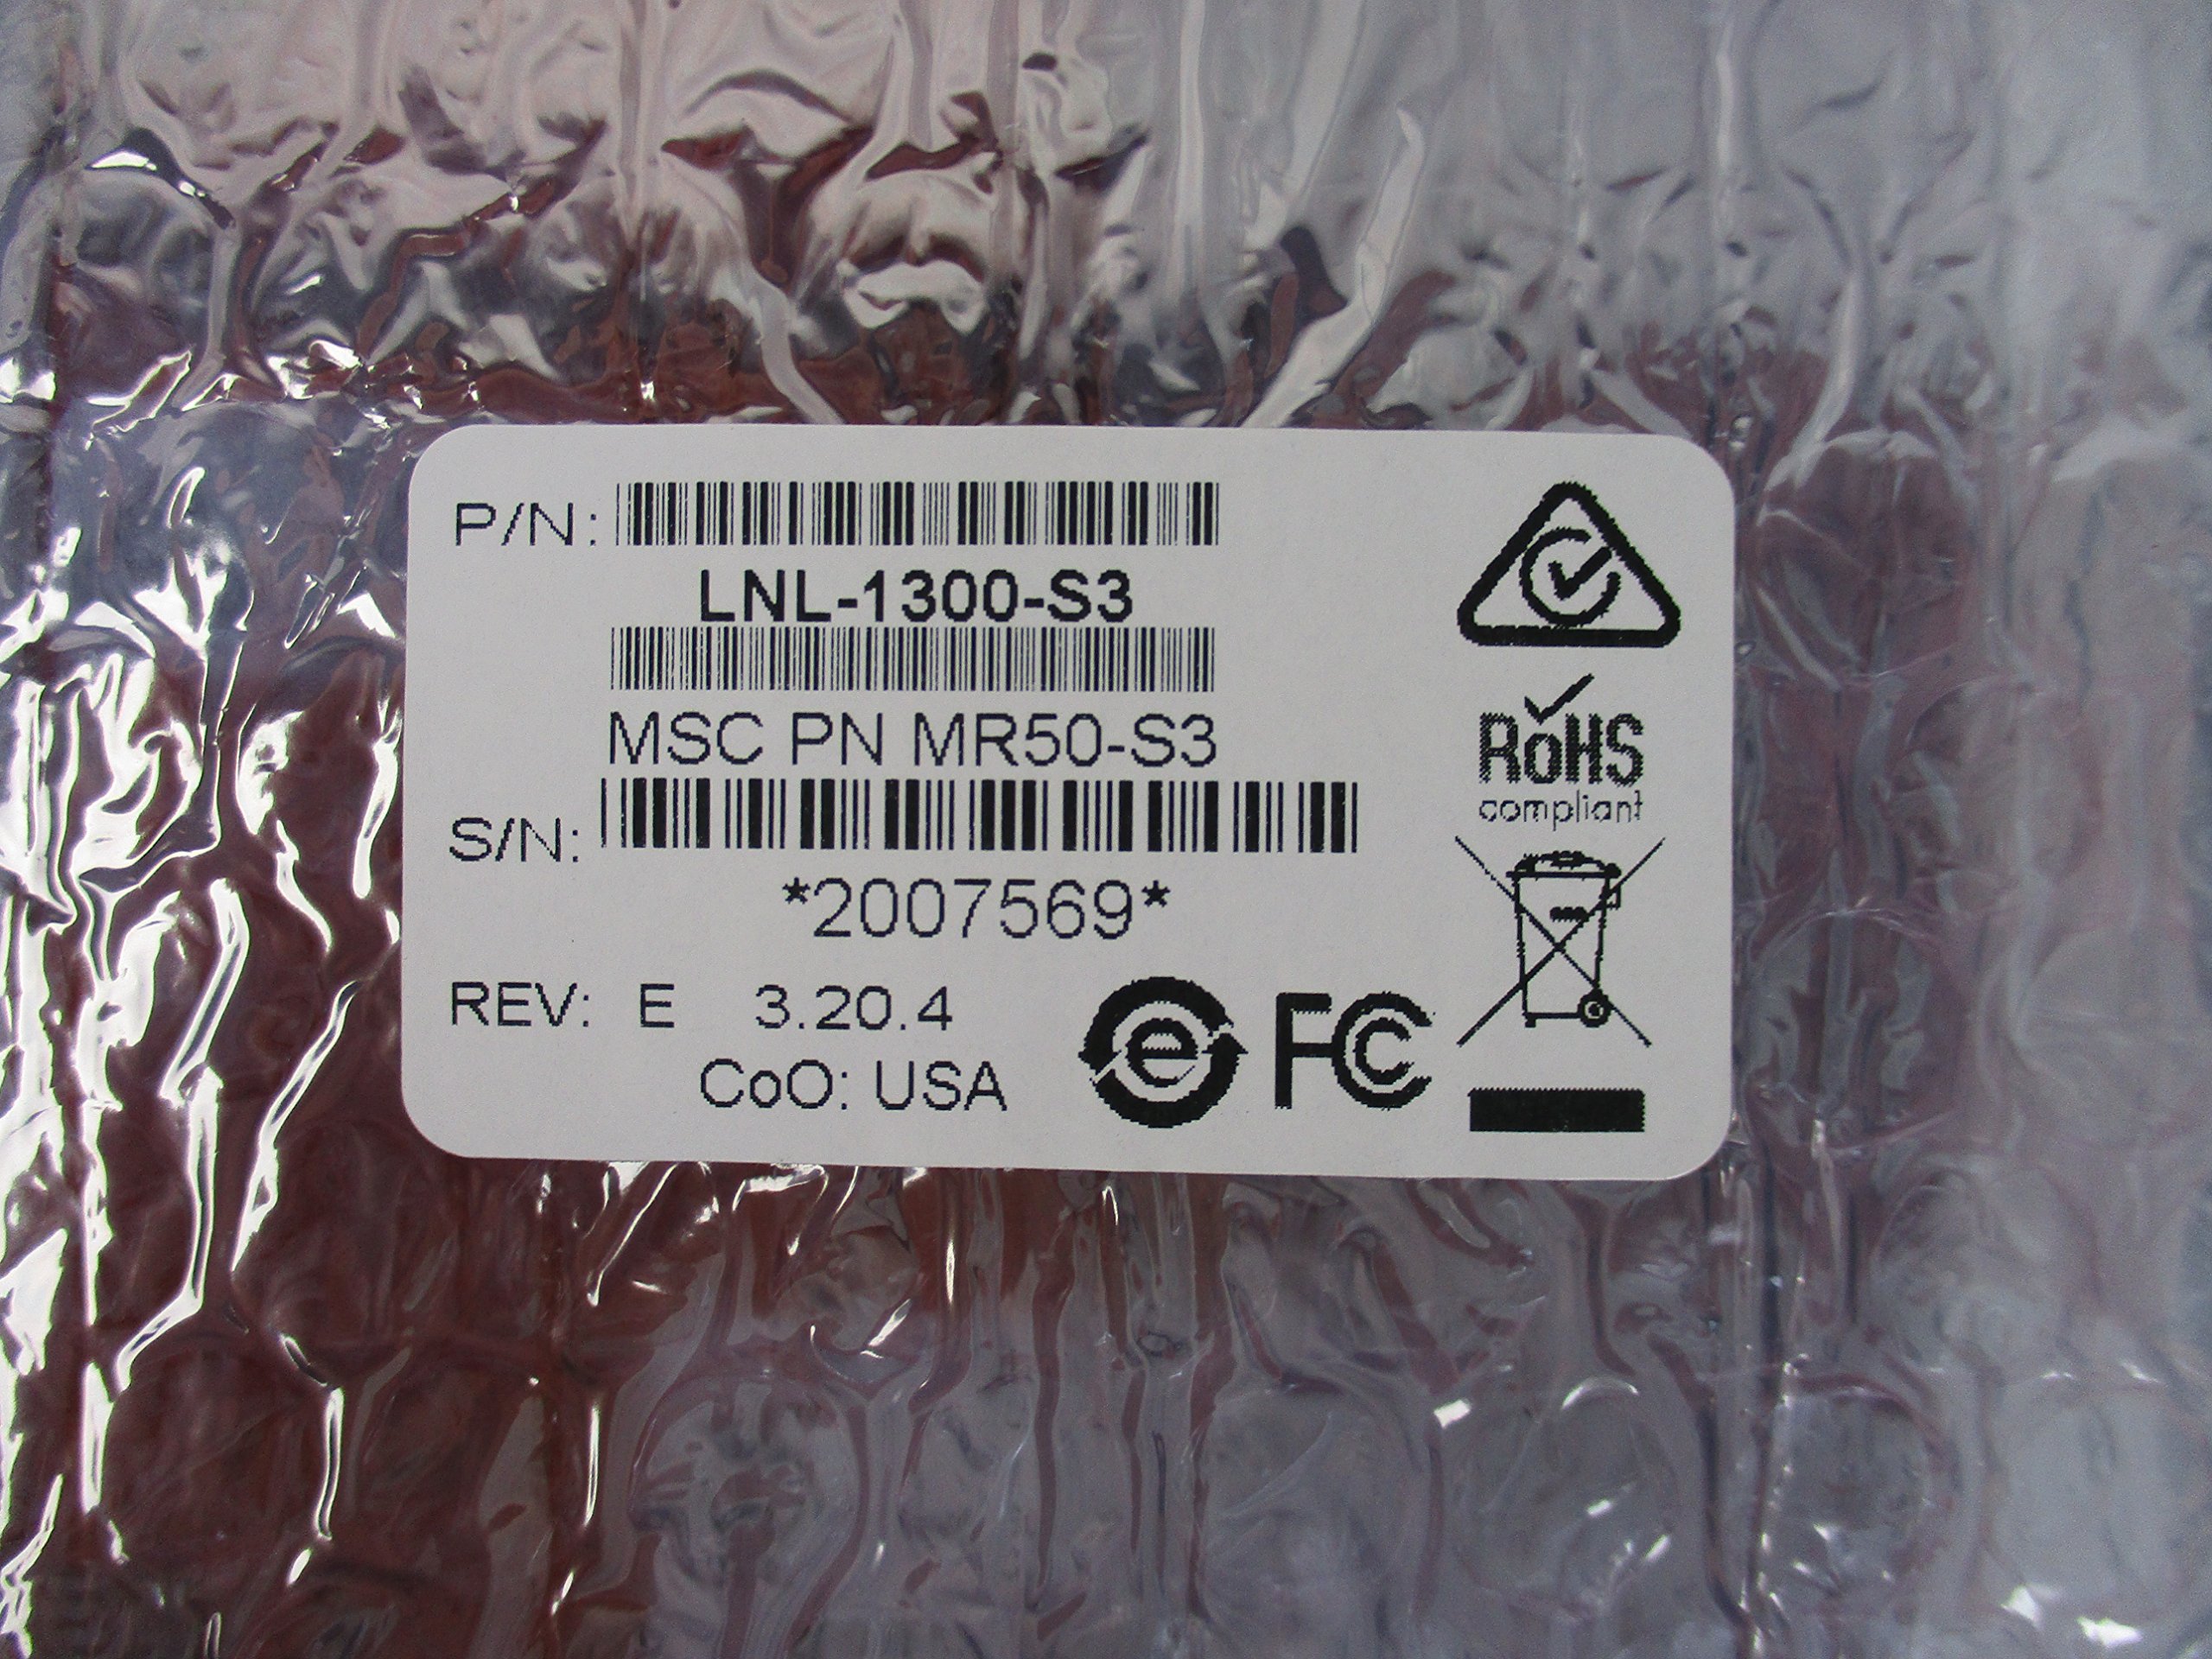 P/N:
LNL-1300-S3
MSC PN MR50-S3
S/N:
*2007569*
REV: E 3.20.4
CoO: USA
e FC
RoHS
compliant